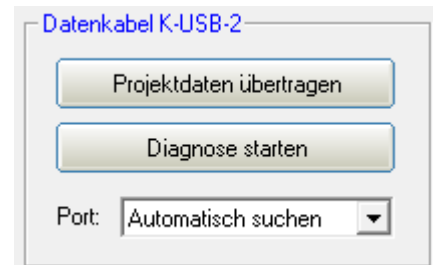 Datenkabel K-USB-2
Projektdaten übertragen
Diagnose starten
Port: Automatisch suchen